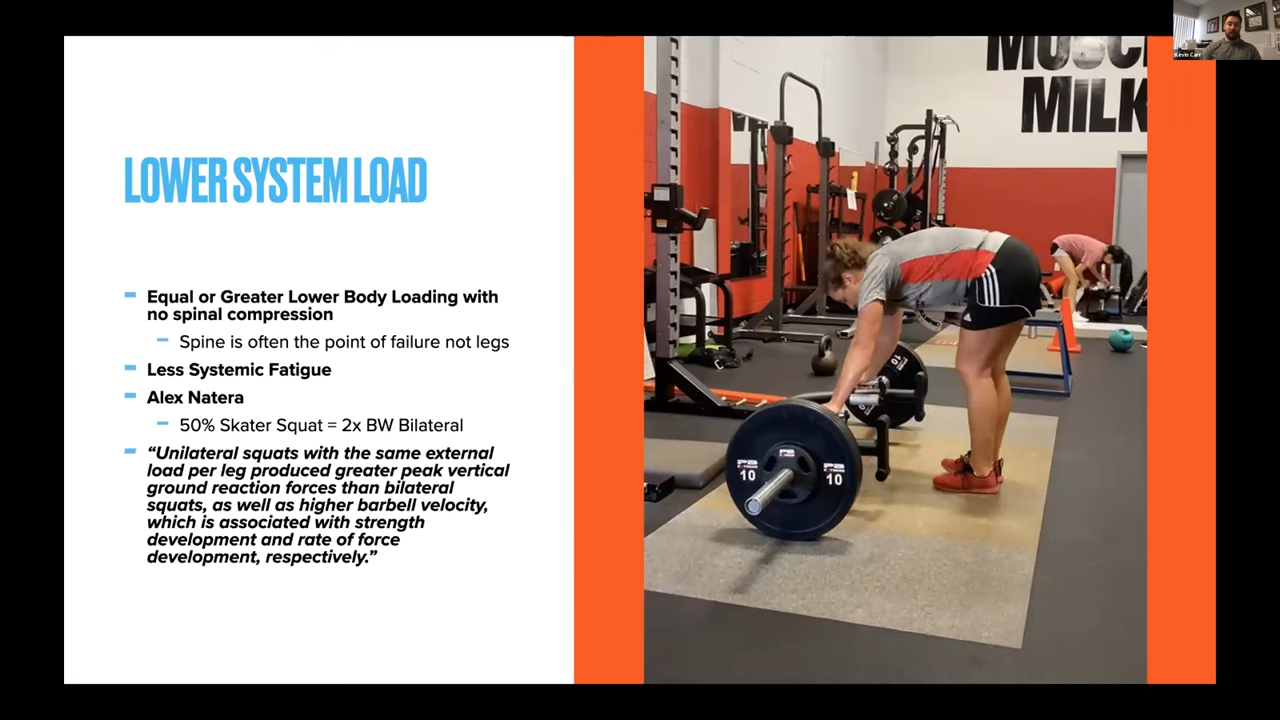 Kevin Carr
MUSC
MILK
LOWER SYSTEM LOAD
Equal or Greater Lower Body Loading with
no spinal compression
Spine is often the point of failure not legs
Less Systemic Fatigue
Alex Natera
50% Skater Squat = 2x BW Bilateral
“Unilateral squats with the same external
load per leg produced greater peak vertical
ground reaction forces than bilateral
squats, as well as higher barbell velocity,
which is associated with strength
development and rate of force
development, respectively.”
10
10
10